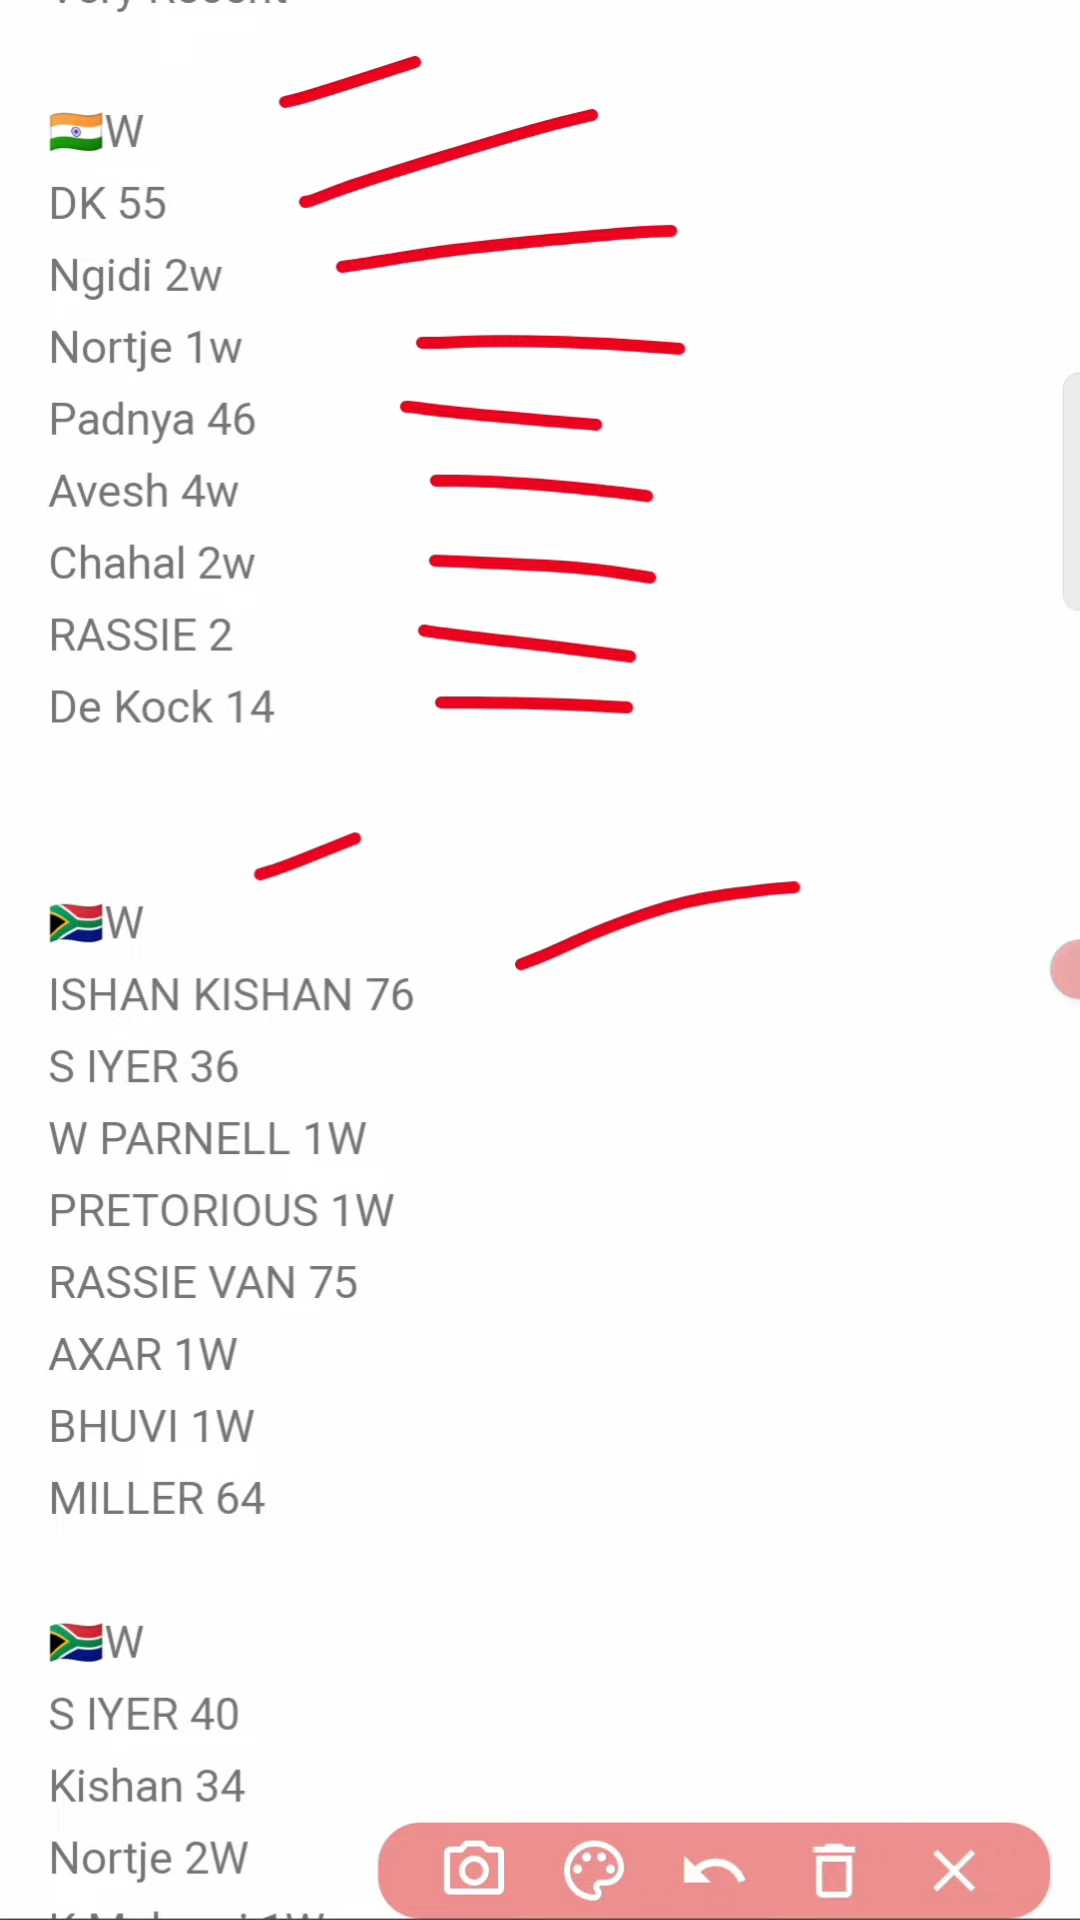 Very Recent
🇮🇳W
DK 55
Ngidi 2w
Nortje 1w
Padnya 46
Avesh 4w
Chahal 2w
RASSIE 2
De Kock 14
🇿🇦W
ISHAN KISHAN 76
S IYER 36
W PARNELL 1W
PRETORIOUS 1W
RASSIE VAN 75
AXAR 1W
BHUVI 1W
MILLER 64
🇿🇦W
S IYER 40
Kishan 34
Nortje 2W